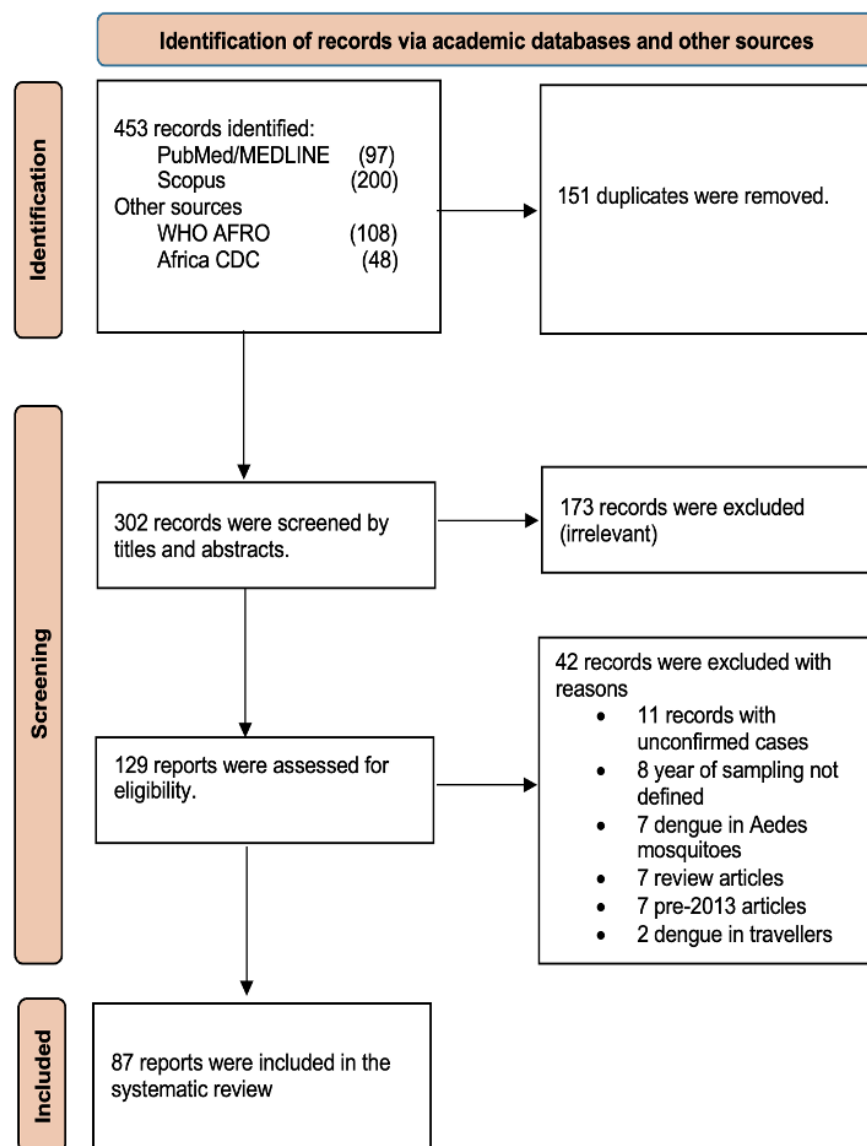 Identification of records via academic databases and other sources
Identification
453 records identified:
PubMed/MEDLINE (97)
Scopus (200)
Other sources
WHO AFRO (108)
Africa CDC (48)
151 duplicates were removed.
Screening
302 records were screened by
titles and abstracts.
173 records were excluded
(irrelevant)
129 reports were assessed for
eligibility.
42 records were excluded with
reasons
• 11 records with
unconfirmed cases
• 8 year of sampling not
defined
• 7 dengue in Aedes
mosquitoes
• 7 review articles
• 7 pre-2013 articles
• 2 dengue in travellers
Included
87 reports were included in the
systematic review